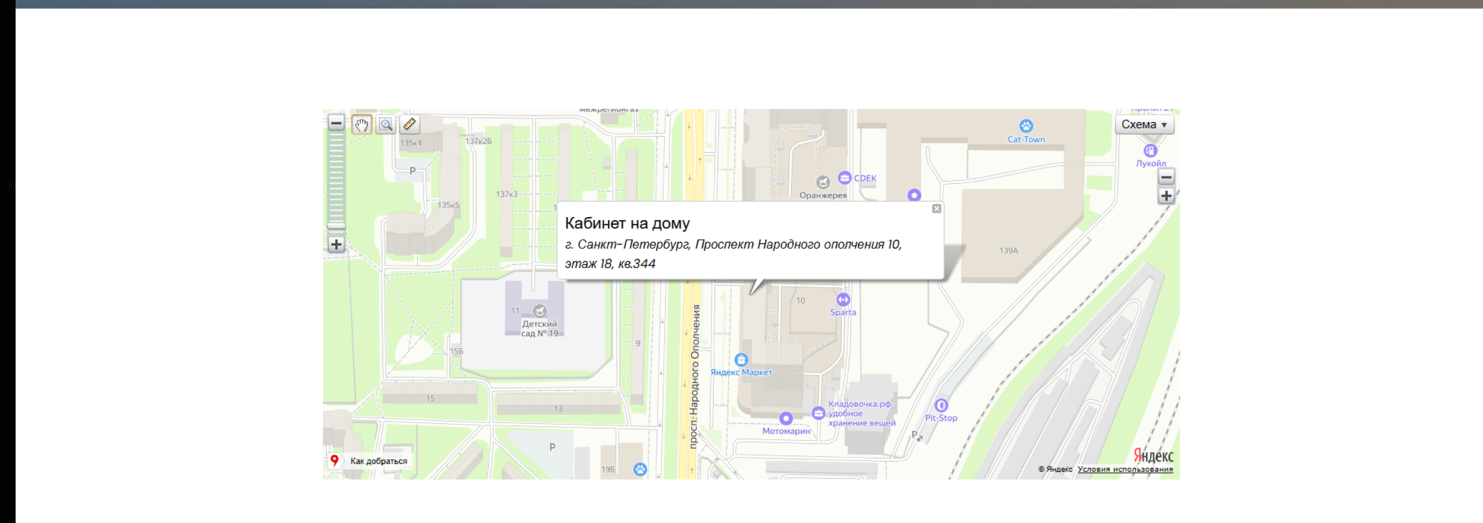 135к4
137к2Б
Cat-Town
Схема
Лукойл
P
CDEK
Оранжерея
137к3
135к5
Кабинет на дому
г. Санкт-Петербург, Проспект Народного ополчения 10,
этаж 18, кв.344
139А
11
Детский
сад № 19
10
Sparta
просп. Народного Ополчения
9
15Б
Яндекс Маркет
15
13
Кладовочка.рф
удобное
хранение вещей
Pit-Stop
Мотомарин
P
P
19Б
Как добраться
Яндекс
© Яндекс Условия использования